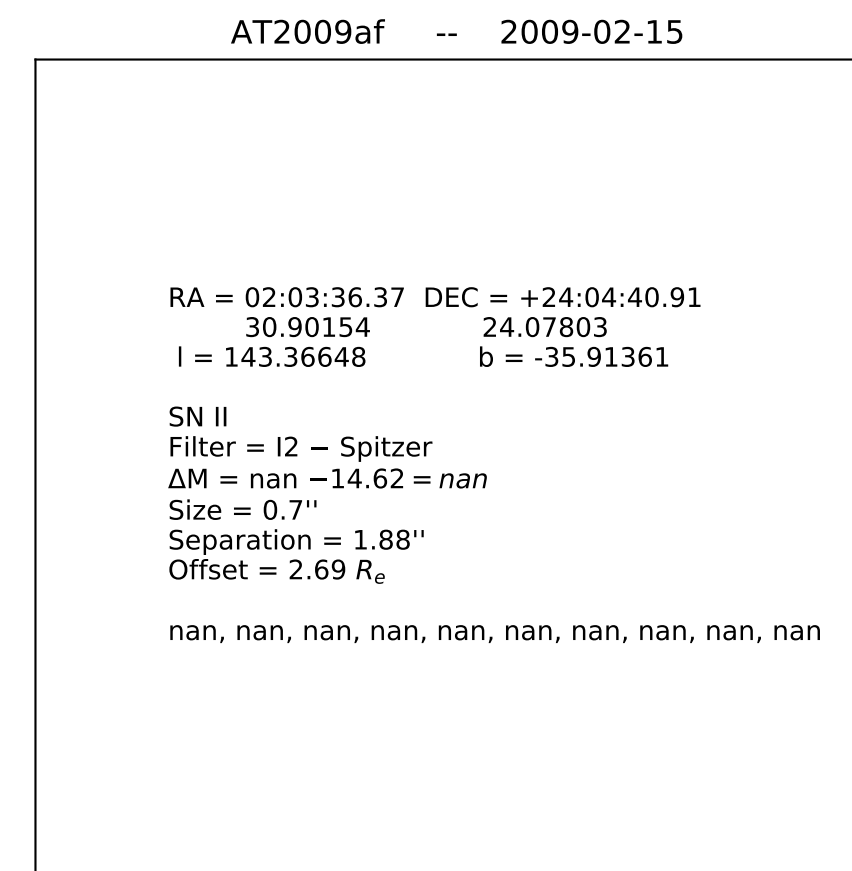 AT2009af -- 2009-02-15
RA = 02:03:36.37 DEC = +24:04:40.91
30.90154 24.07803
l = 143.36648 b = -35.91361
SN II
Filter = I2 − Spitzer
ΔM = nan −14.62 = nan
Size = 0.7''
Separation = 1.88''
Offset = 2.69 Re
nan, nan, nan, nan, nan, nan, nan, nan, nan, nan